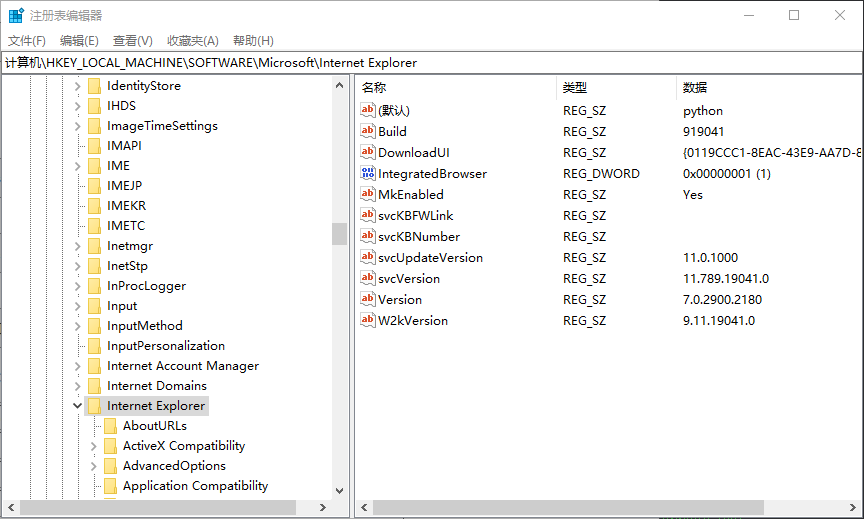 注册表编辑器
文件(F) 编辑(E) 查看(V) 收藏夹(A) 帮助(H)
计算机\HKEY_LOCAL_MACHINE\SOFTWARE\Microsoft\Internet Explorer
IdentityStore
IHDS
ImageTimeSettings
IMAPI
IME
IMEJP
IMEKR
IMETC
Inetmgr
InetStp
InProcLogger
Input
InputMethod
InputPersonalization
Internet Account Manager
Internet Domains
Internet Explorer
AboutURLs
ActiveX Compatibility
AdvancedOptions
Application Compatibility
名称 类型 数据
(默认) REG_SZ python
Build REG_SZ 919041
DownloadUI REG_SZ {0119CCC1-8EAC-43E9-AA7D-8
IntegratedBrowser REG_DWORD 0x00000001 (1)
MkEnabled REG_SZ Yes
svcKBFWLink REG_SZ
svcKBNumber REG_SZ
svcUpdateVersion REG_SZ 11.0.1000
svcVersion REG_SZ 11.789.19041.0
Version REG_SZ 7.0.2900.2180
W2kVersion REG_SZ 9.11.19041.0